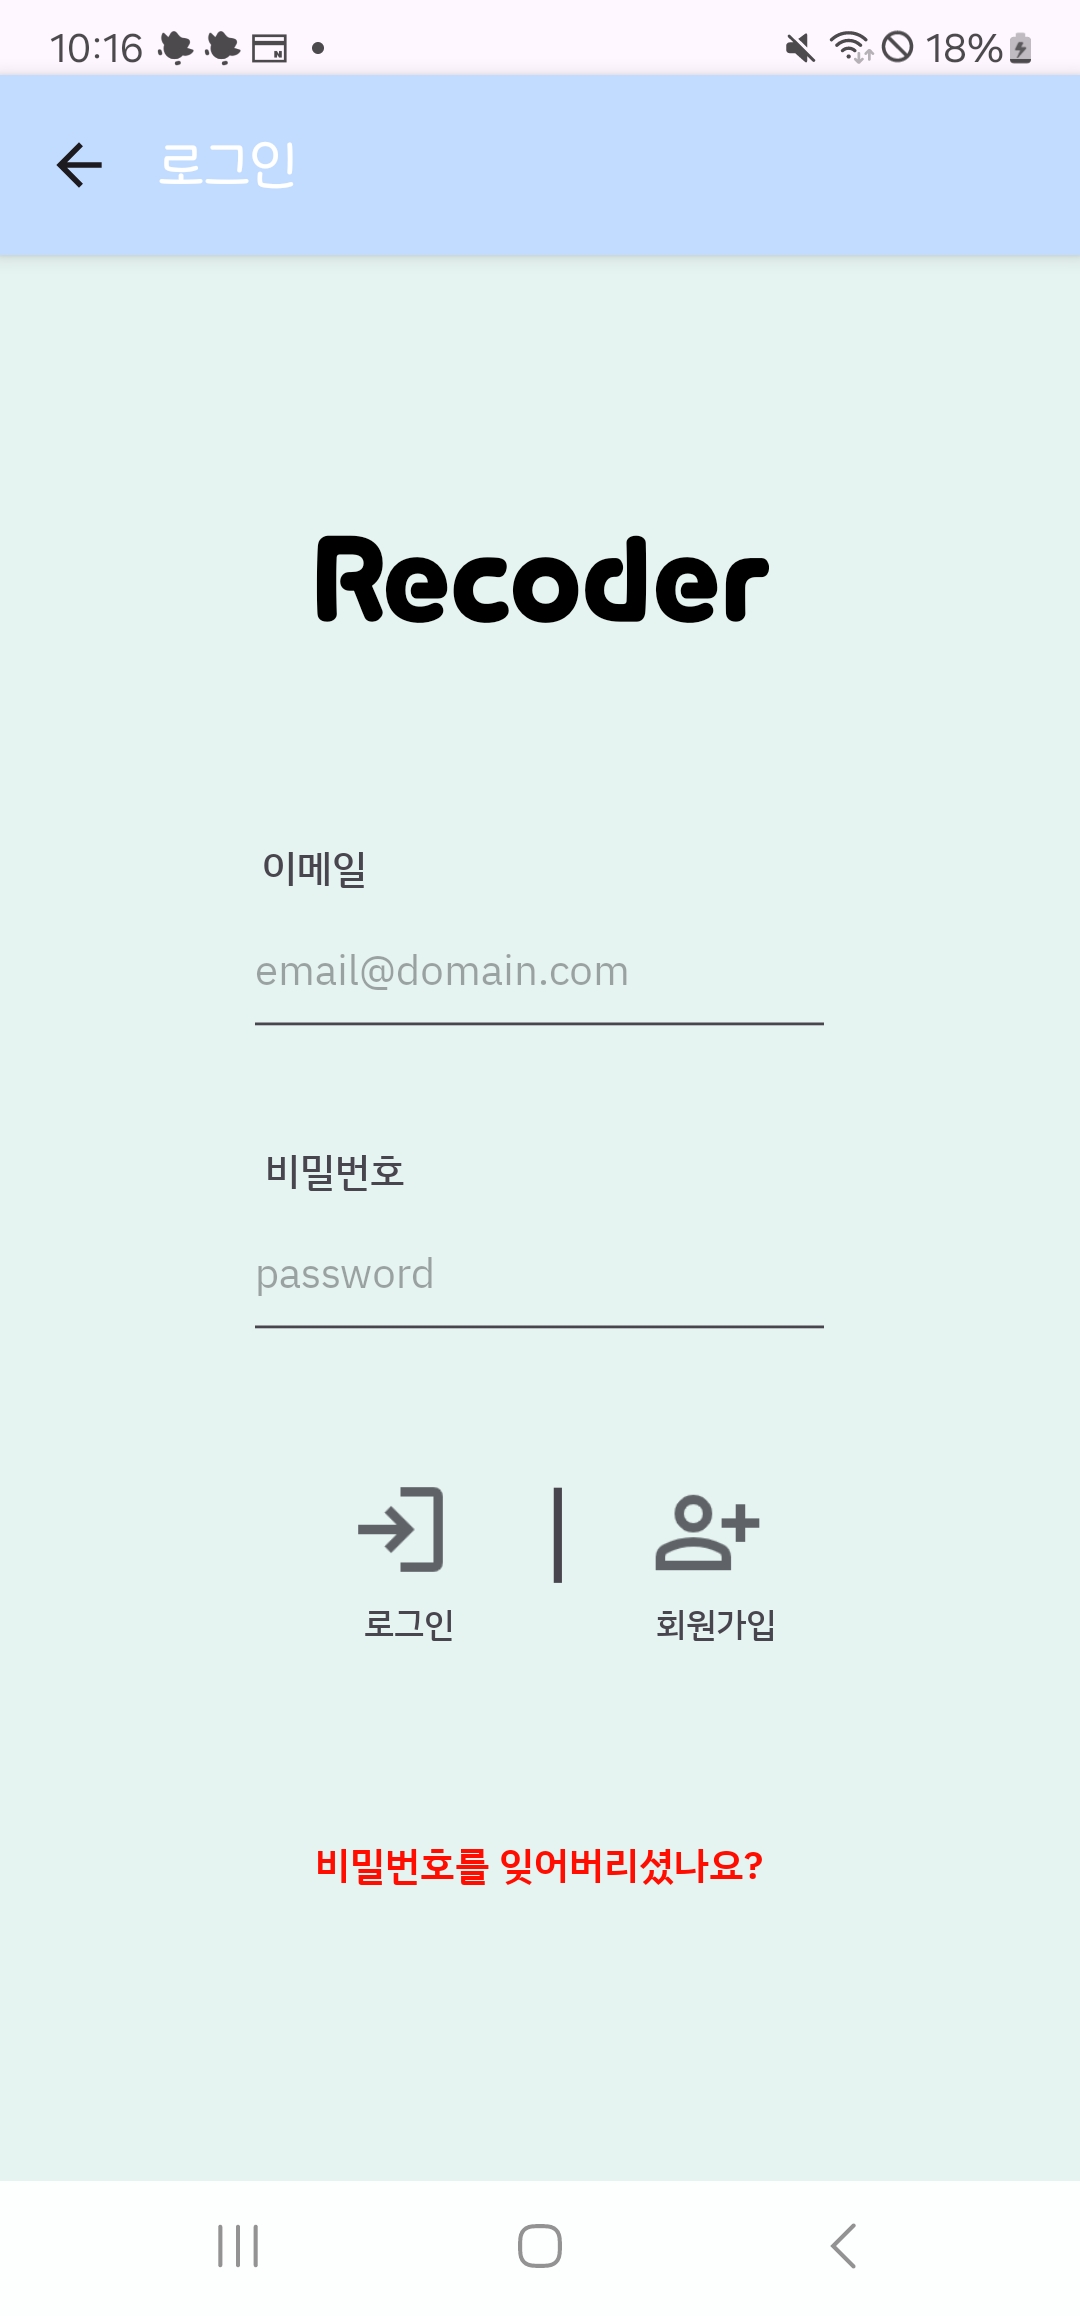 10:16 18%
로그인
Recoder
이메일
email@domain.com
비밀번호
password
로그인 회원가입
비밀번호를 잊어버리셨나요?